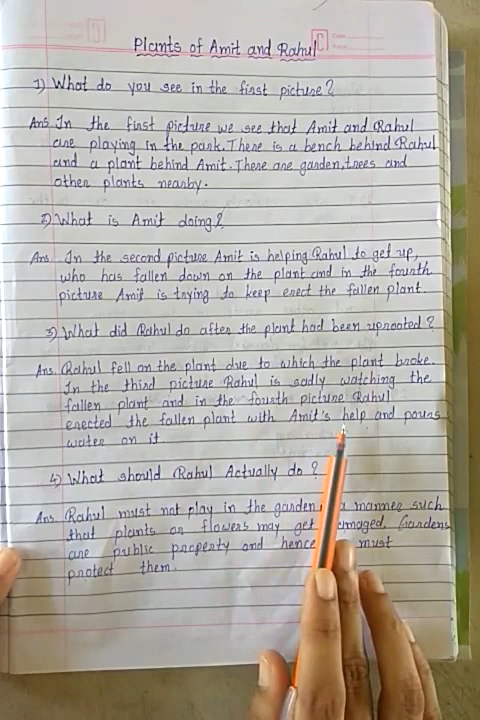 Plants of Amit and Rahul
1) What do you see in the first picture?
Ans. In the first picture we see that Amit and Rahul
are playing in the park. There is a bench behind Rahul
and a plant behind Amit. There are garden, trees and
other plants nearby.
2) What is Amit doing?
Ans. In the second picture Amit is helping Rahul to get up,
who has fallen down on the plant and in the fourth
picture Amit is trying to keep erect the fallen plant.
3) What did Rahul do after the plant had been uprooted?
Ans. Rahul fell on the plant due to which the plant broke.
In the third picture Rahul is sadly watching the
fallen plant and in the fourth picture Rahul
erected the fallen plant with Amit's help and pours
water on it
4) What should Rahul Actually do?
Ans. Rahul must not play in the garden a manner such
that plants or flowers may get Gardens
are public property and hence must
protect them.